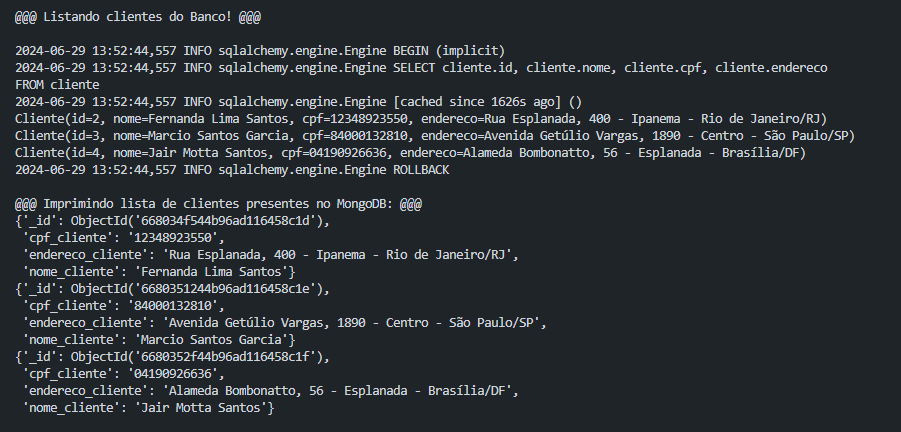 @@@ Listando clientes do Banco! @@@
2024-06-29 13:52:44,557 INFO sqlalchemy.engine.Engine BEGIN (implicit)
2024-06-29 13:52:44,557 INFO sqlalchemy.engine.Engine SELECT cliente.id, cliente.nome, cliente.cpf, cliente.endereco
FROM cliente
2024-06-29 13:52:44,557 INFO sqlalchemy.engine.Engine [cached since 1626s ago] ()
Cliente(id=2, nome=Fernanda Lima Santos, cpf=12348923550, endereco=Rua Esplanada, 400 - Ipanema - Rio de Janeiro/RJ)
Cliente(id=3, nome=Marcio Santos Garcia, cpf=84000132810, endereco=Avenida Getúlio Vargas, 1890 - Centro - São Paulo/SP)
Cliente(id=4, nome=Jair Motta Santos, cpf=04190926636, endereco=Alameda Bombonatto, 56 - Esplanada - Brasília/DF)
2024-06-29 13:52:44,557 INFO sqlalchemy.engine.Engine ROLLBACK
@@@ Imprimindo lista de clientes presentes no MongoDB: @@@
{'_id': ObjectId('668034f544b96ad116458c1d'),
'cpf_cliente': '12348923550',
'endereco_cliente': 'Rua Esplanada, 400 - Ipanema - Rio de Janeiro/RJ',
'nome_cliente': 'Fernanda Lima Santos'}
{'_id': ObjectId('6680351244b96ad116458c1e'),
'cpf_cliente': '84000132810',
'endereco_cliente': 'Avenida Getúlio Vargas, 1890 - Centro - São Paulo/SP',
'nome_cliente': 'Marcio Santos Garcia'}
{'_id': ObjectId('6680352f44b96ad116458c1f'),
'cpf_cliente': '04190926636',
'endereco_cliente': 'Alameda Bombonatto, 56 - Esplanada - Brasília/DF',
'nome_cliente': 'Jair Motta Santos'}